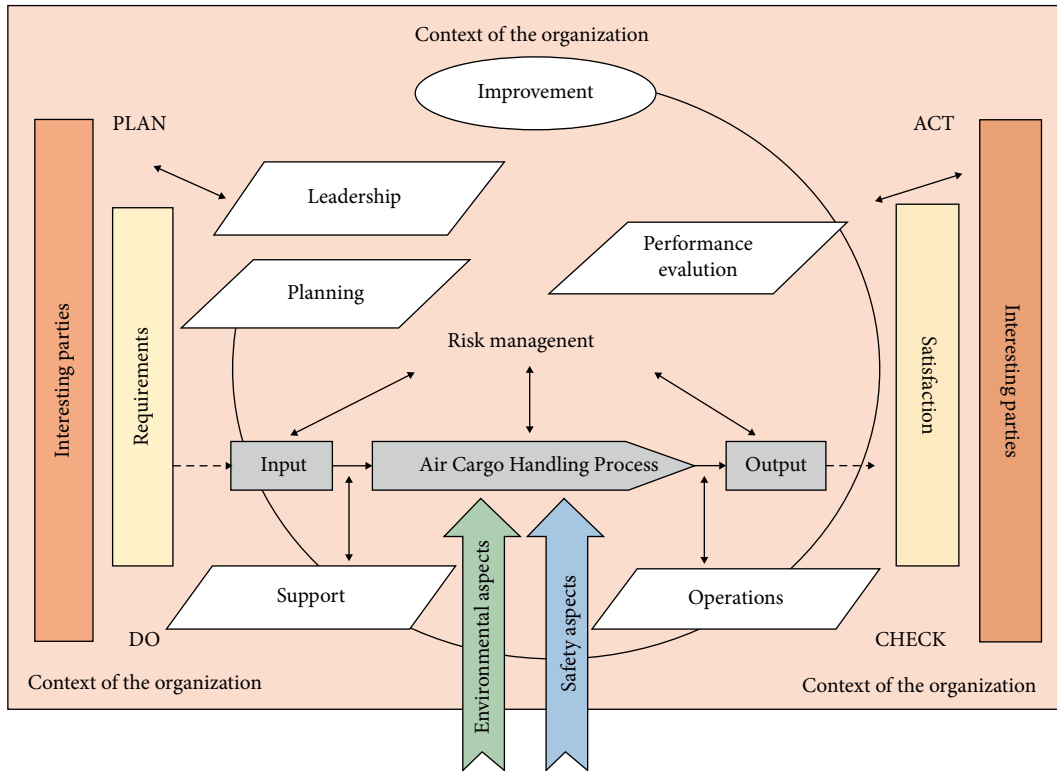 Context of the organization
Improvement
PLAN
ACT
Leadership
Performance
evalution
Planning
Risk managenent
Interesting parties
Requirements
Satisfaction
Interesting parties
Input
Air Cargo Handling Process
Output
Support
Operations
Environmental aspects
Safety aspects
DO
CHECK
Context of the organization
Context of the organization